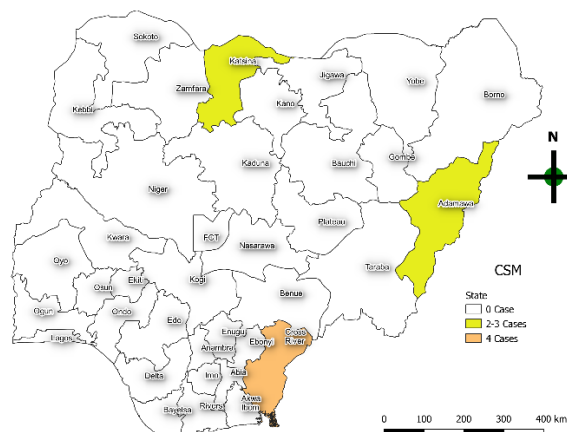 Sokoto
Katsina
Jigawa
Yobe
Borno
Zamfara
Kebbi
Kano
Kaduna
Bauchi
Gombe
Niger
Adamawa
Plateau
Kwara
FCT
Nasarawa
Oyo
Taraba
Kogi
Ekiti
Osun
Benue
Ogun
Ondo
Edo
Lagos
Enugu
Cross
River
Ebonyi
Anambra
Imo
Abia
Delta
Akwa
Ibom
Rivers
Bayelsa
N
CSM
State
0 Case
2-3 Cases
4 Cases
0 100 200 300 400 km